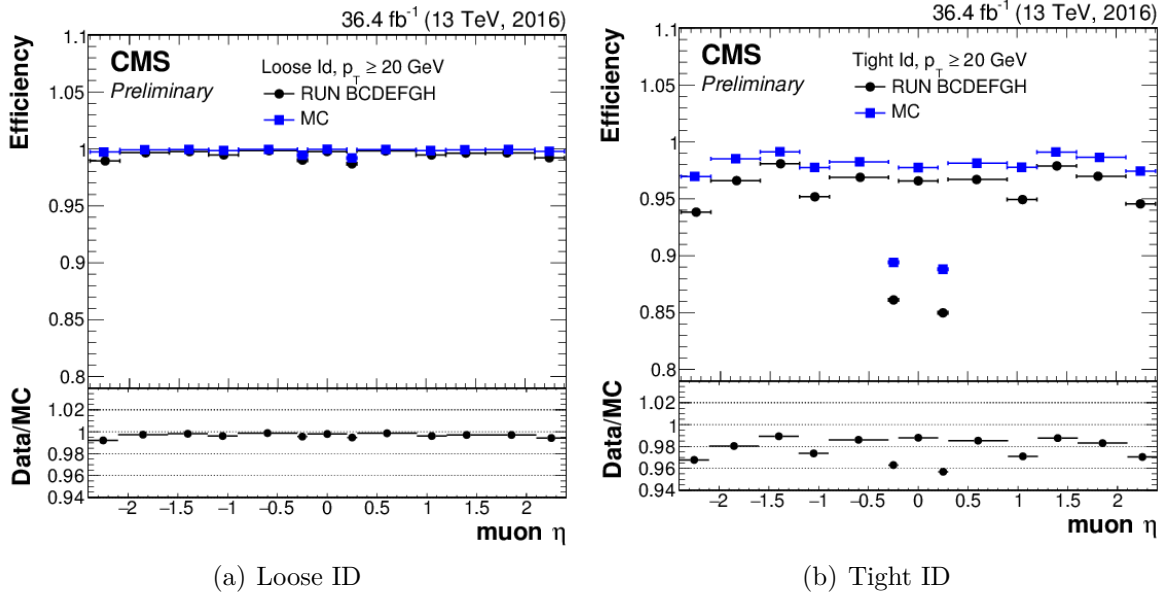 36.4 fb⁻¹ (13 TeV, 2016)
Efficiency
1.1
1.05
1
0.95
0.9
0.85
0.8
CMS
Preliminary
Loose Id, p_T ≥ 20 GeV
RUN BCDEFGH
MC
Data/MC
1.02
1
0.98
0.96
0.94
−2 −1.5 −1 −0.5 0 0.5 1 1.5 2
muon η
(a) Loose ID
36.4 fb⁻¹ (13 TeV, 2016)
Efficiency
1.1
1.05
1
0.95
0.9
0.85
0.8
CMS
Preliminary
Tight Id, p_T ≥ 20 GeV
RUN BCDEFGH
MC
Data/MC
1.02
1
0.98
0.96
0.94
−2 −1.5 −1 −0.5 0 0.5 1 1.5 2
muon η
(b) Tight ID